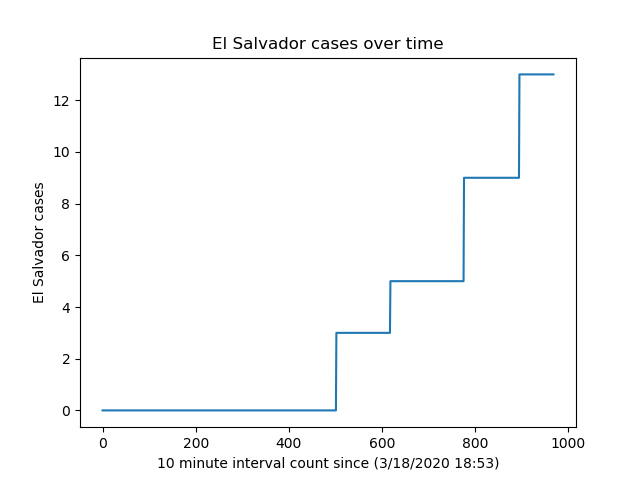 El Salvador cases over time
12
10
8
6
4
2
0
El Salvador cases
0 200 400 600 800 1000
10 minute interval count since (3/18/2020 18:53)